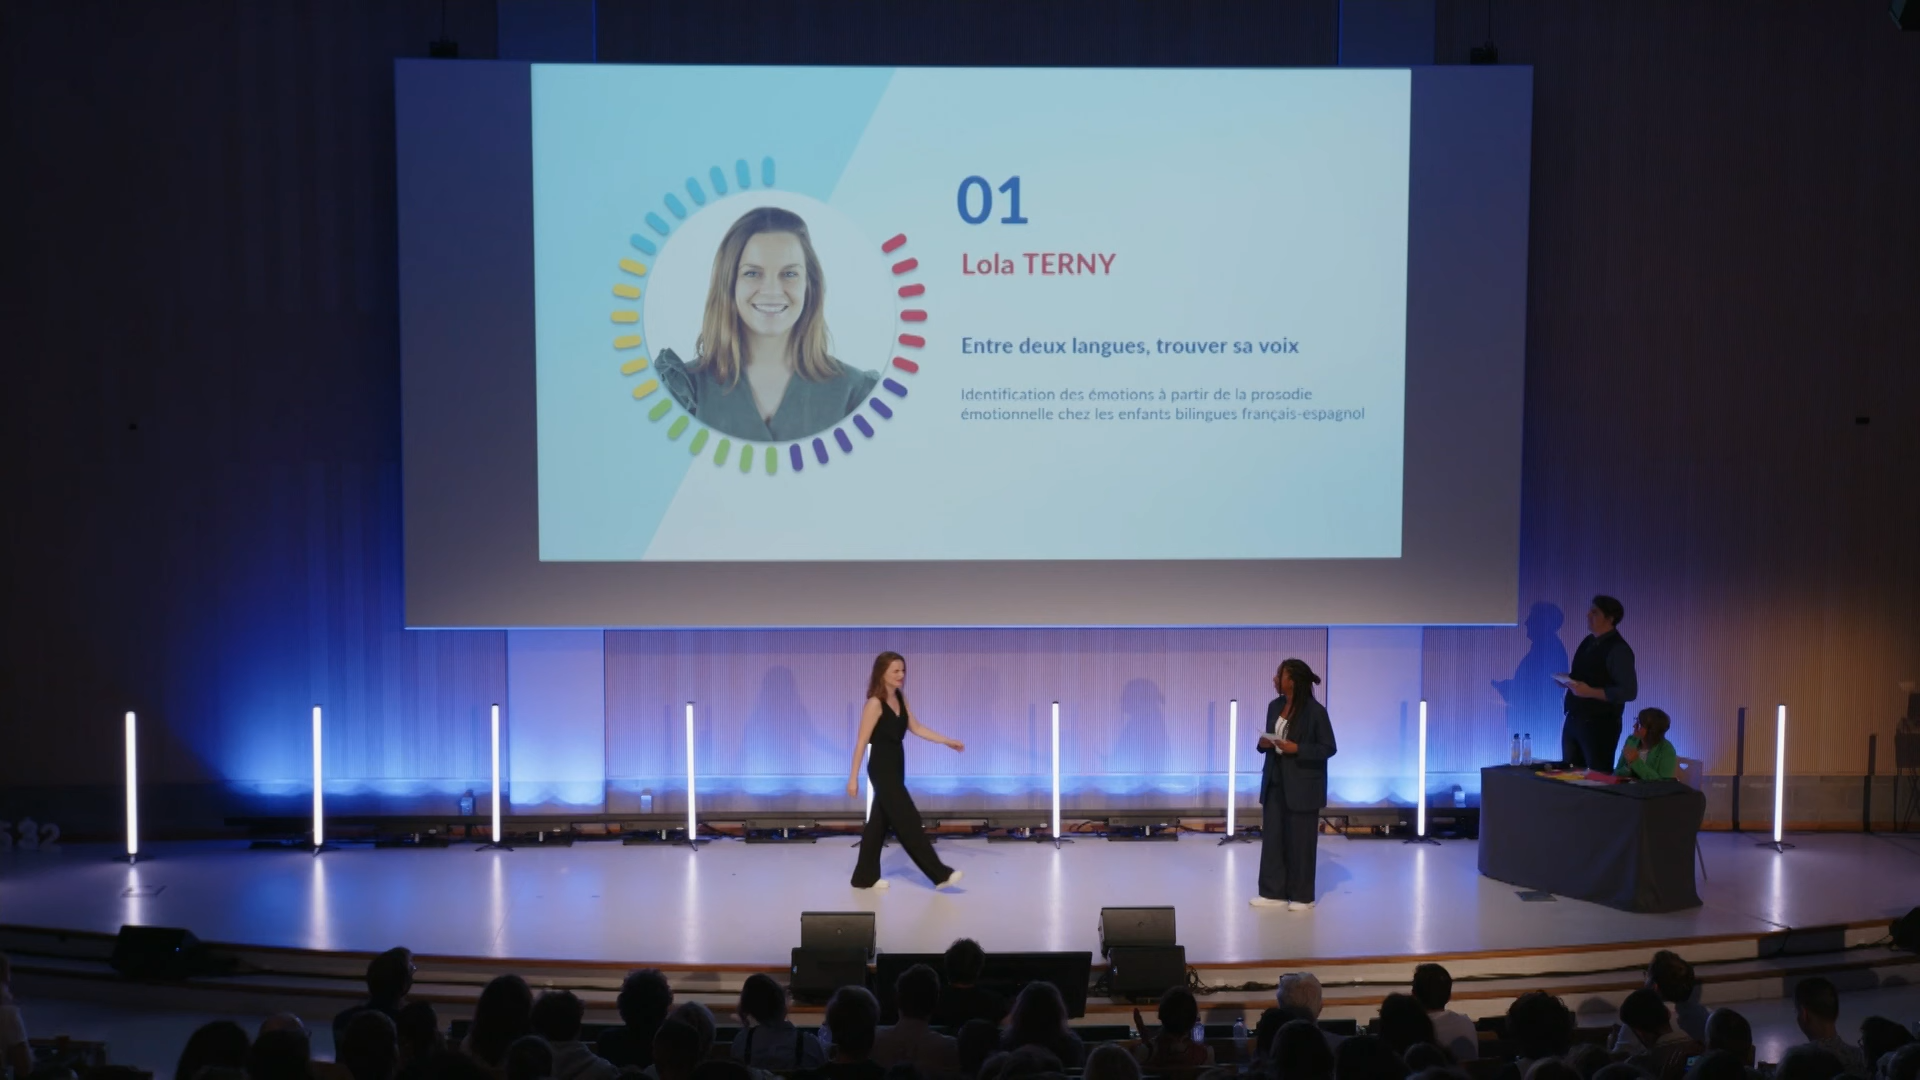 01
Lola TERNY
Entre deux langues, trouver sa voix
Identification des émotions à partir de la prosodie
émotionnelle chez les enfants bilingues français-espagnol